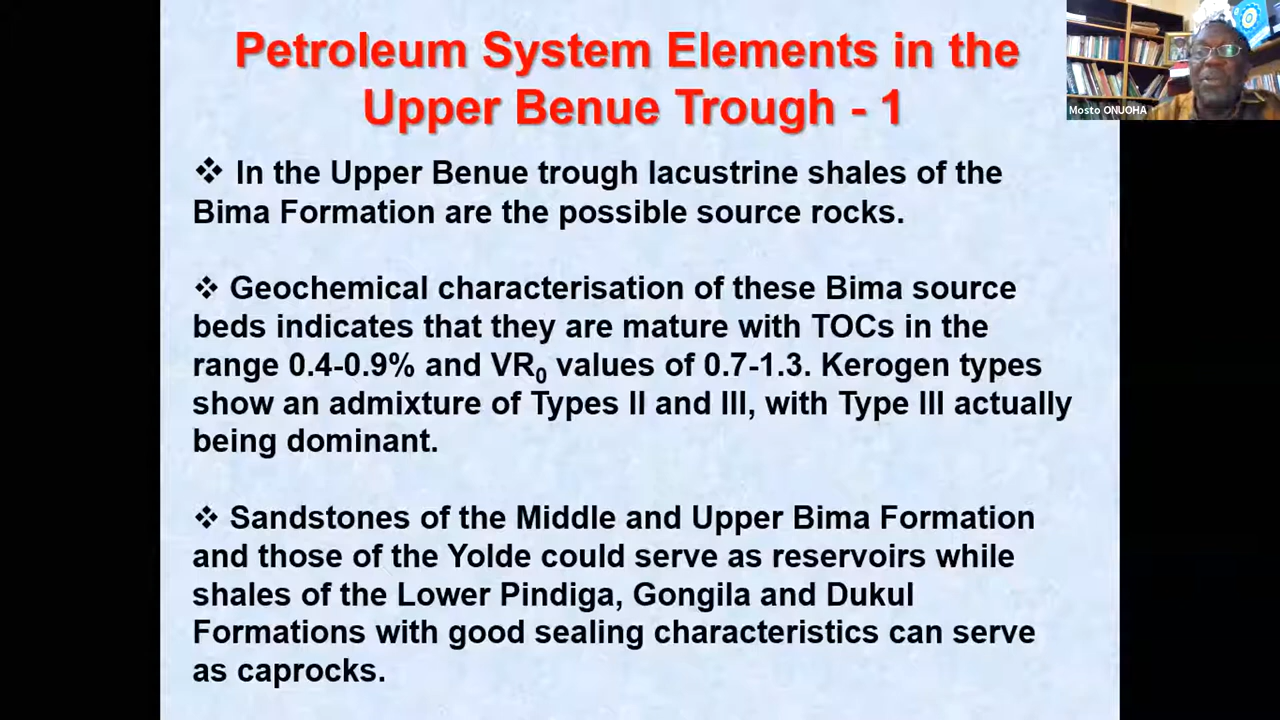 Petroleum System Elements in the
Upper Benue Trough - 1
Mosto ONUOHA
❖ In the Upper Benue trough lacustrine shales of the
Bima Formation are the possible source rocks.
❖ Geochemical characterisation of these Bima source
beds indicates that they are mature with TOCs in the
range 0.4-0.9% and VR₀ values of 0.7-1.3. Kerogen types
show an admixture of Types II and III, with Type III actually
being dominant.
❖ Sandstones of the Middle and Upper Bima Formation
and those of the Yolde could serve as reservoirs while
shales of the Lower Pindiga, Gongila and Dukul
Formations with good sealing characteristics can serve
as caprocks.